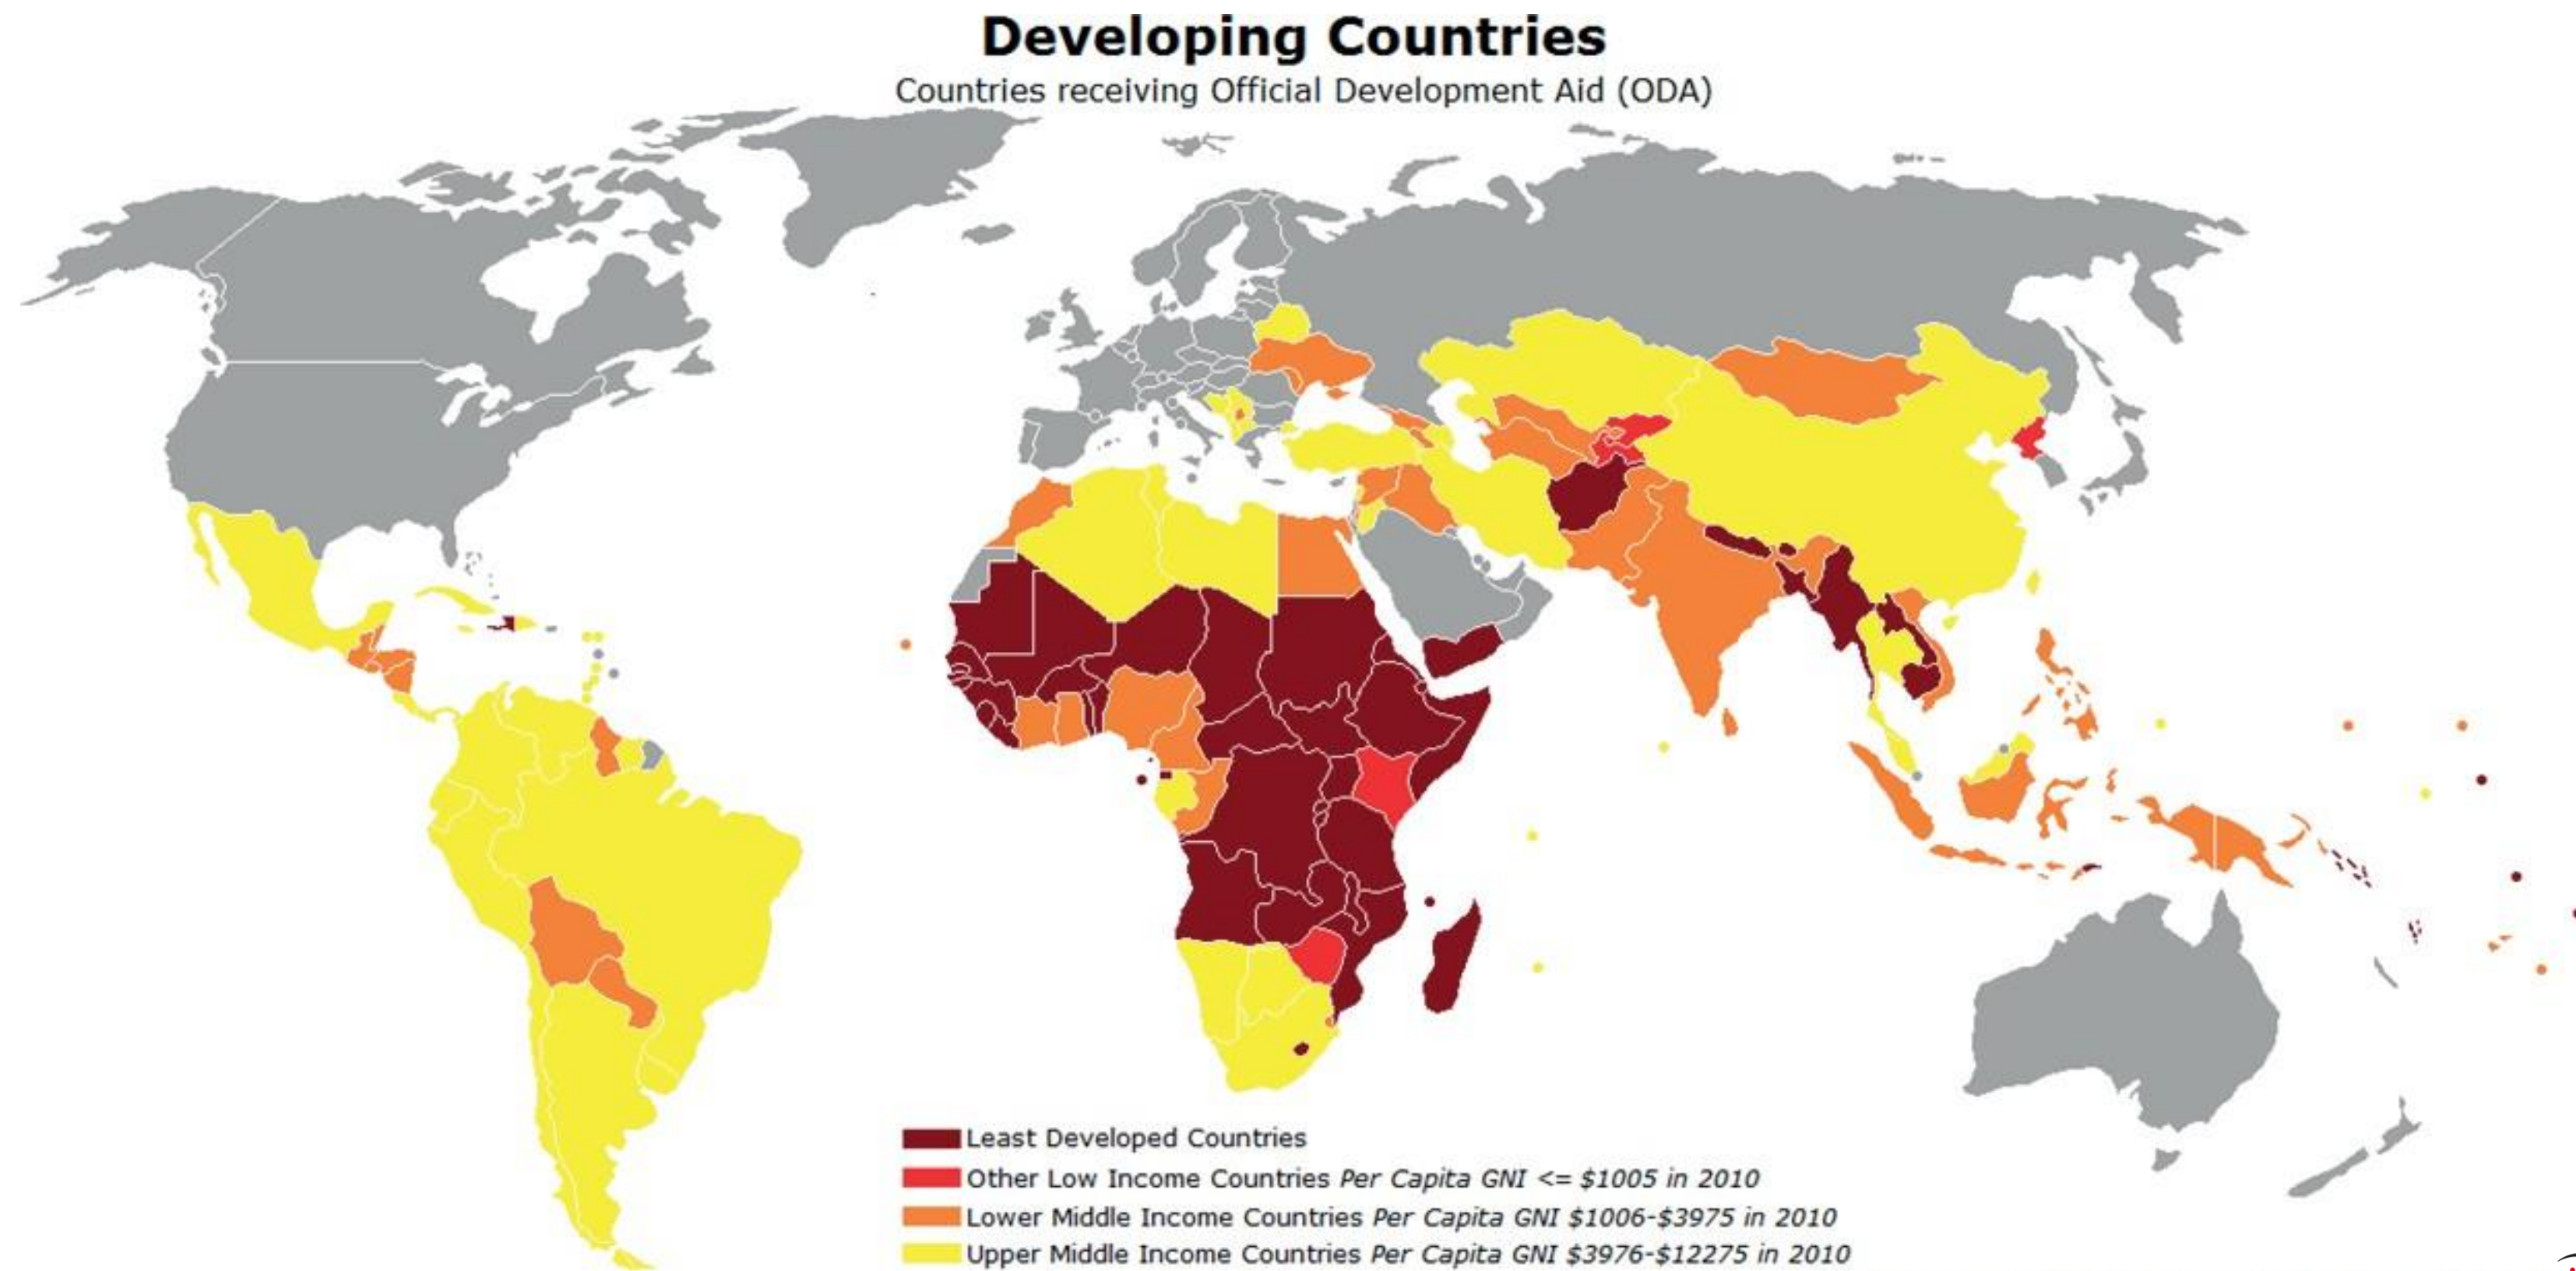 Developing Countries
Countries receiving Official Development Aid (ODA)
Least Developed Countries
Other Low Income Countries Per Capita GNI <= $1005 in 2010
Lower Middle Income Countries Per Capita GNI $1006-$3975 in 2010
Upper Middle Income Countries Per Capita GNI $3976-$12275 in 2010